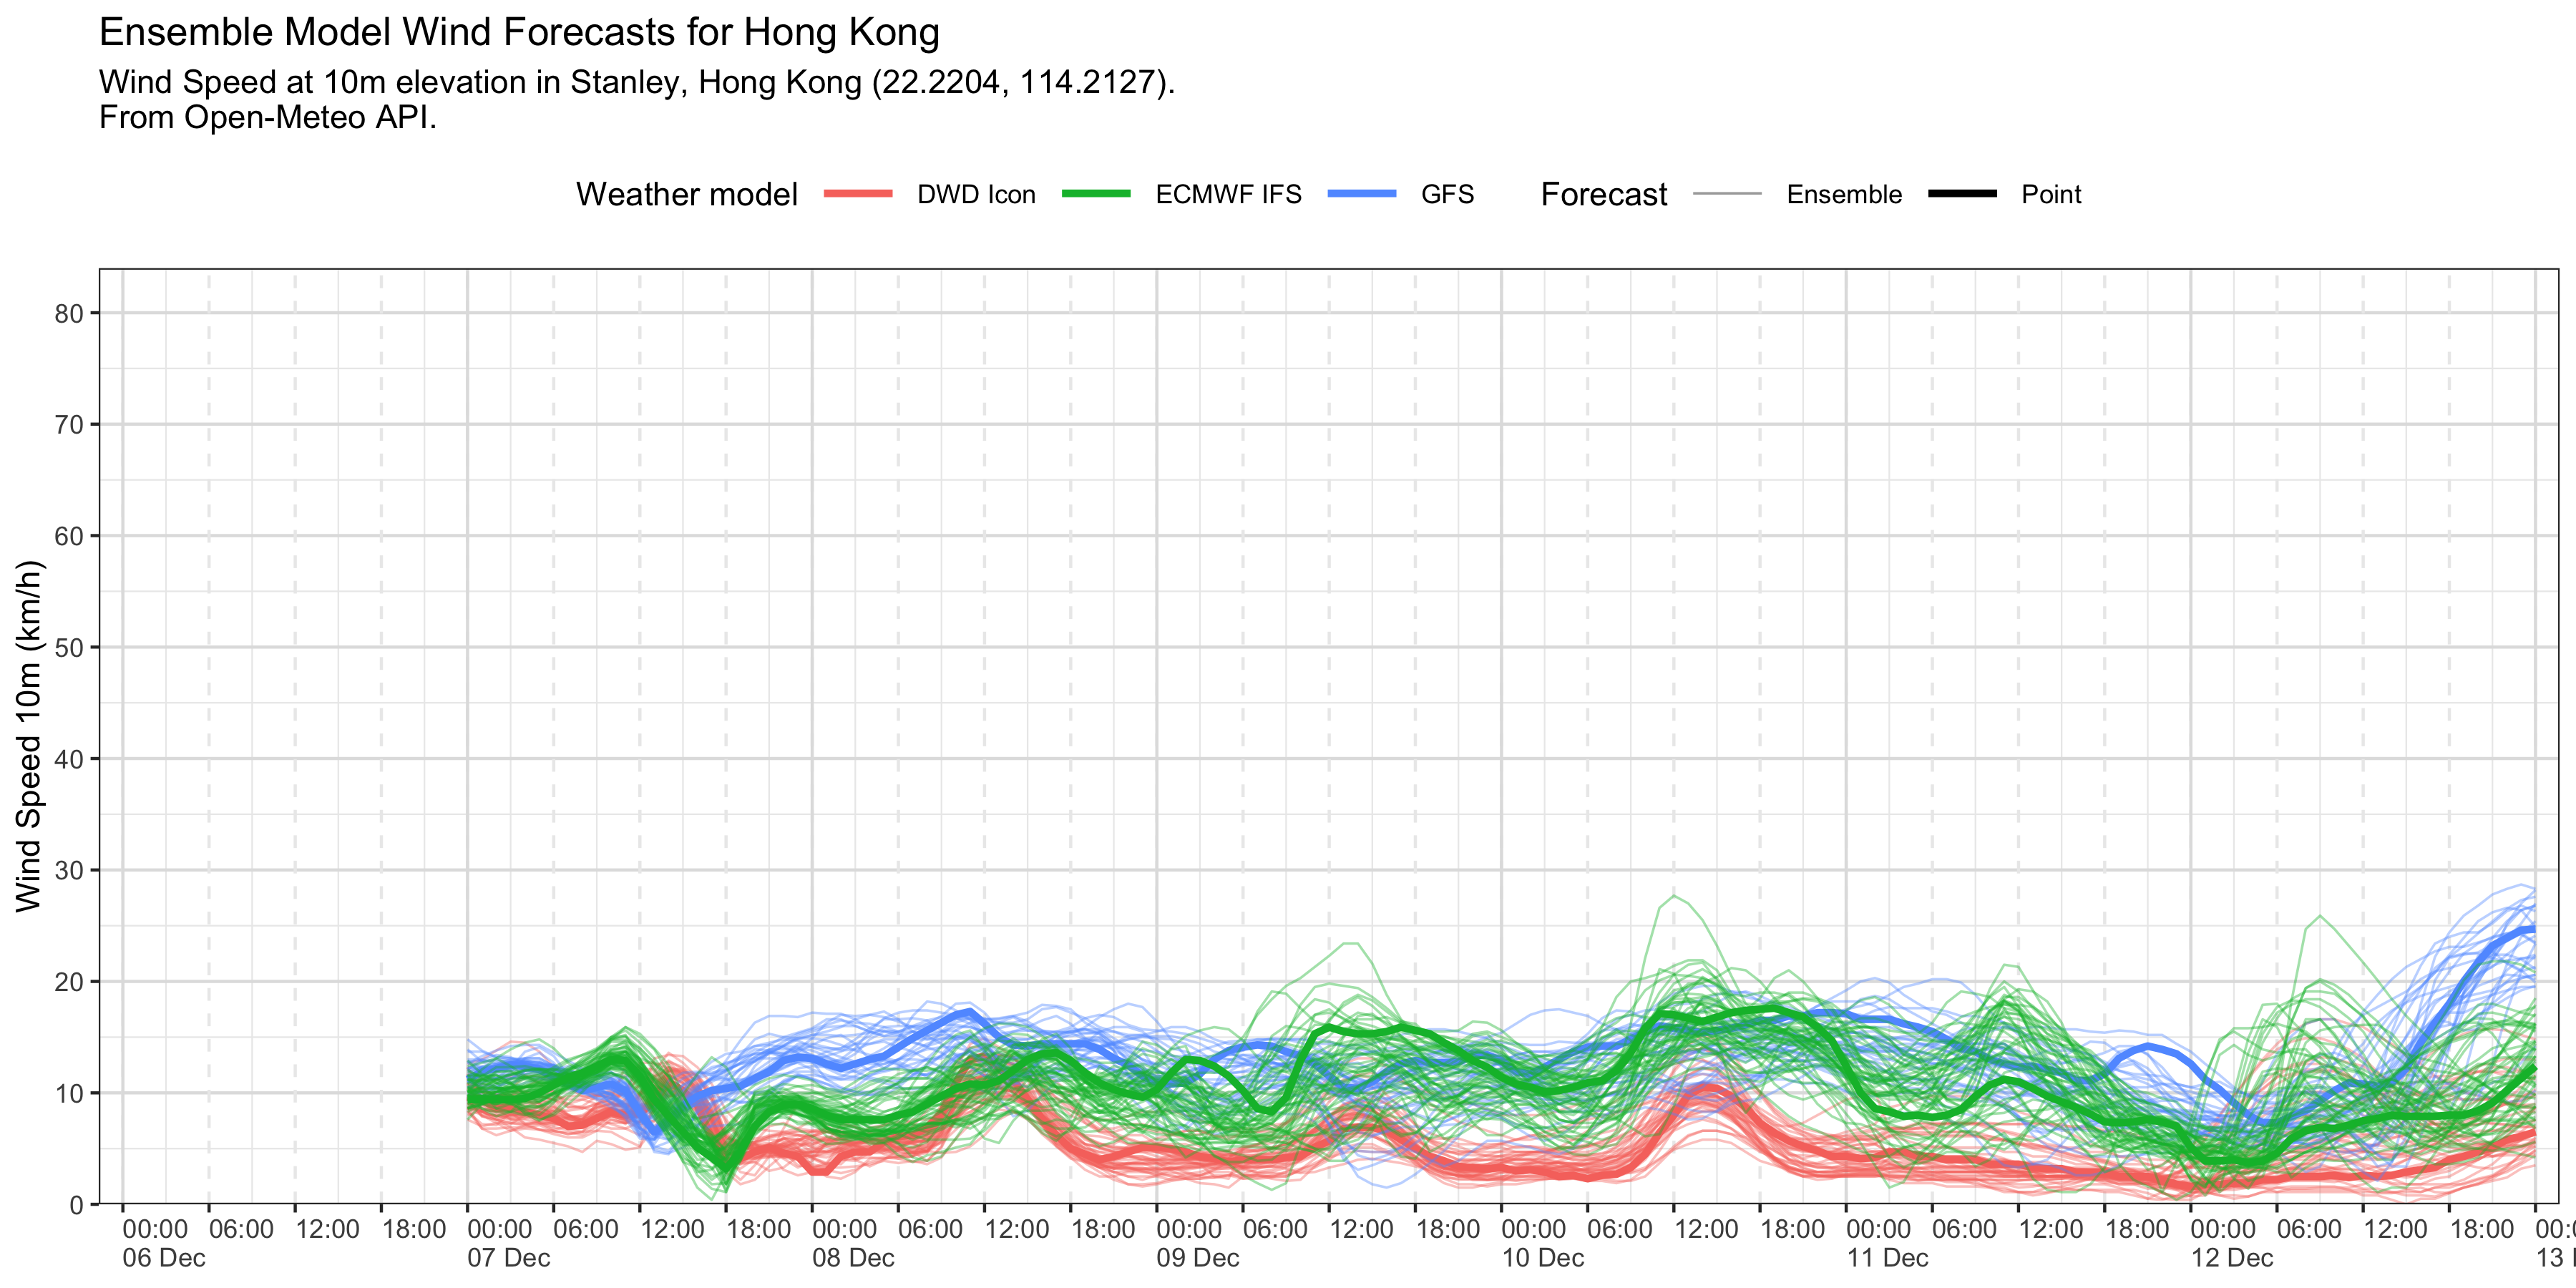 Ensemble Model Wind Forecasts for Hong Kong
Wind Speed at 10m elevation in Stanley, Hong Kong (22.2204, 114.2127).
From Open-Meteo API.
Weather model DWD Icon ECMWF IFS GFS Forecast Ensemble Point
Wind Speed 10m (km/h)
80
70
60
50
40
30
20
10
0
00:00 06:00 12:00 18:00 00:00 06:00 12:00 18:00 00:00 06:00 12:00 18:00 00:00 06:00 12:00 18:00 00:00 06:00 12:00 18:00 00:00 06:00 12:00 18:00 00:00 06:00 12:00 18:00
06 Dec 07 Dec 08 Dec 09 Dec 10 Dec 11 Dec 12 Dec 13